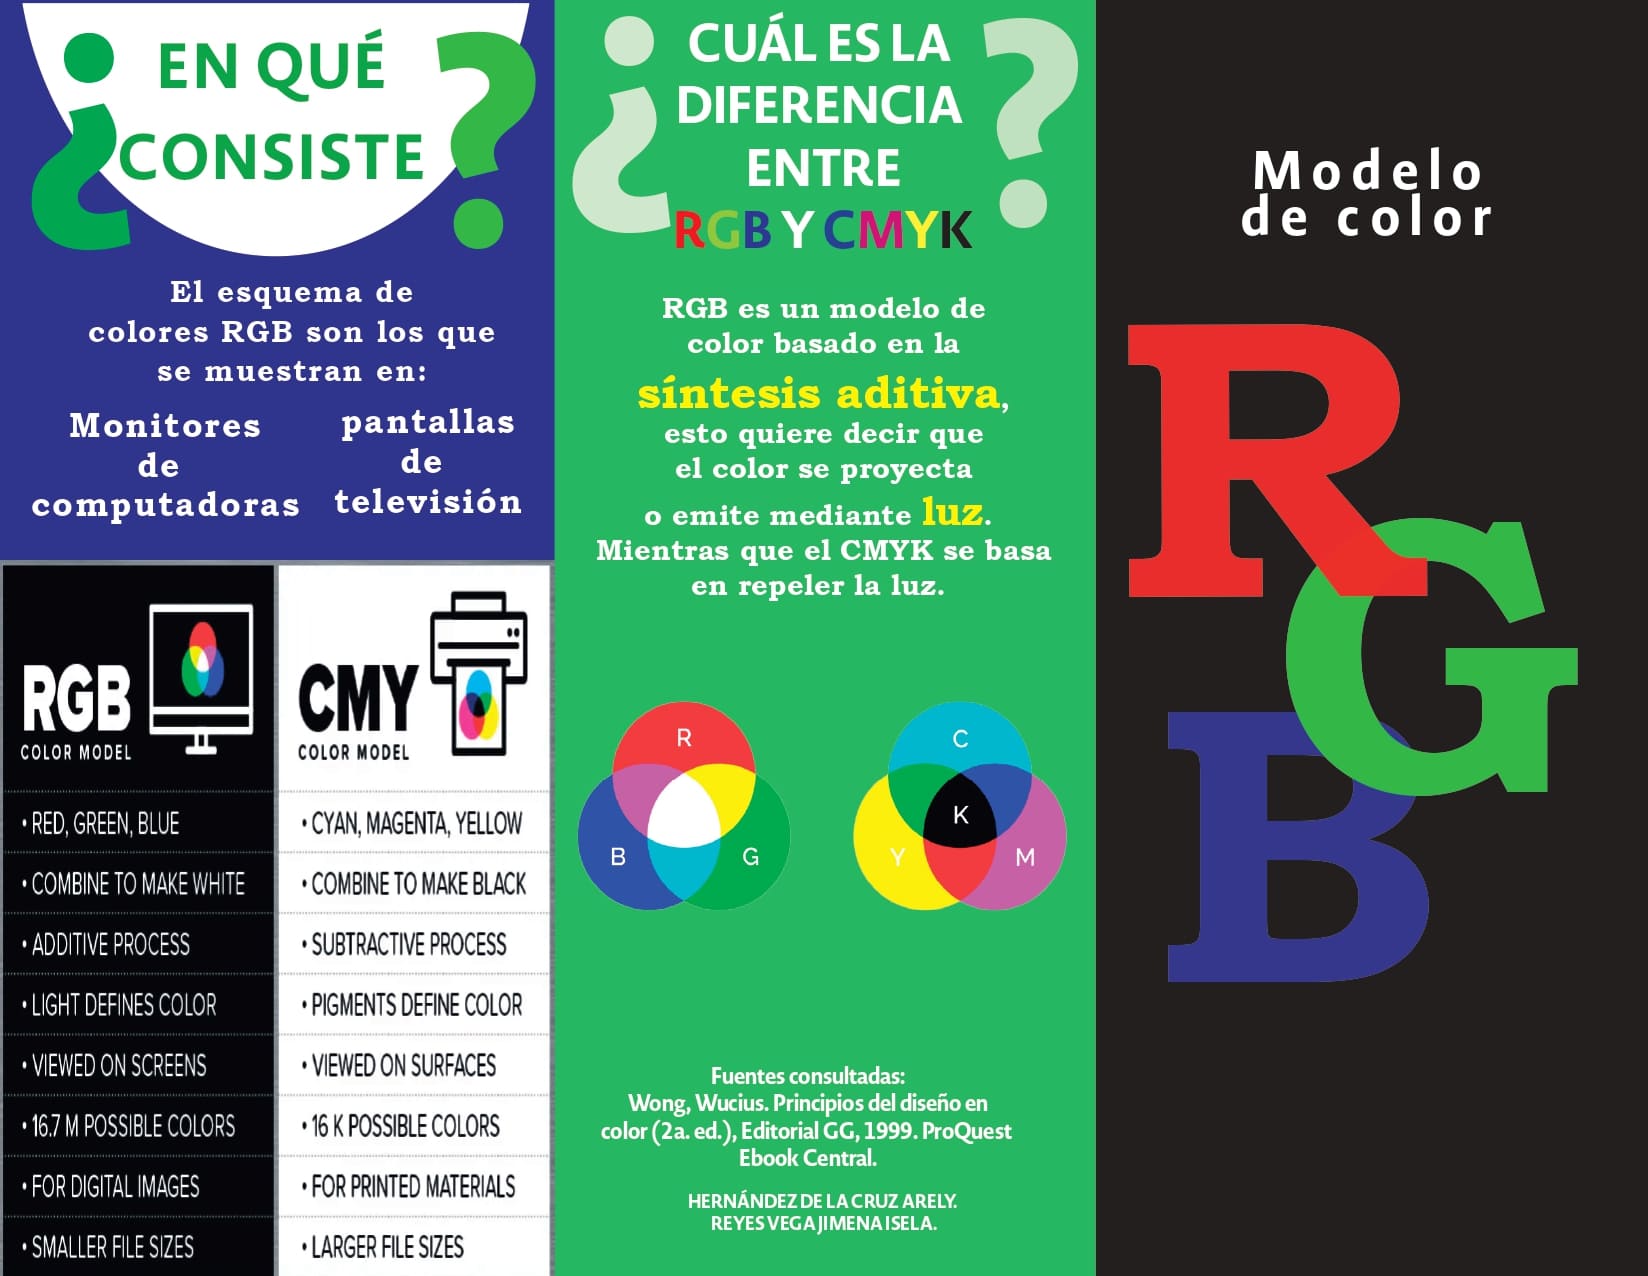 ¿EN QUÉ
CONSISTE?
El esquema de
colores RGB son los que
se muestran en:
Monitores
de
computadoras
pantallas
de
televisión
RGB
COLOR MODEL
• RED, GREEN, BLUE
• COMBINE TO MAKE WHITE
• ADDITIVE PROCESS
• LIGHT DEFINES COLOR
• VIEWED ON SCREENS
• 16.7 M POSSIBLE COLORS
• FOR DIGITAL IMAGES
• SMALLER FILE SIZES
CMY
COLOR MODEL
• CYAN, MAGENTA, YELLOW
• COMBINE TO MAKE BLACK
• SUBTRACTIVE PROCESS
• PIGMENTS DEFINE COLOR
• VIEWED ON SURFACES
• 16 K POSSIBLE COLORS
• FOR PRINTED MATERIALS
• LARGER FILE SIZES
¿CUÁL ES LA
DIFERENCIA
ENTRE
RGB Y CMYK?
RGB es un modelo de
color basado en la
síntesis aditiva,
esto quiere decir que
el color se proyecta
o emite mediante luz.
Mientras que el CMYK se basa
en repeler la luz.
R
B
G
C
K
Y
M
Fuentes consultadas:
Wong, Wucius. Principios del diseño en
color (2a. ed.), Editorial GG, 1999. ProQuest
Ebook Central.
HERNÁNDEZ DE LA CRUZ ARELY.
REYES VEGA JIMENA ISELA.
Modelo
de color
R
G
B